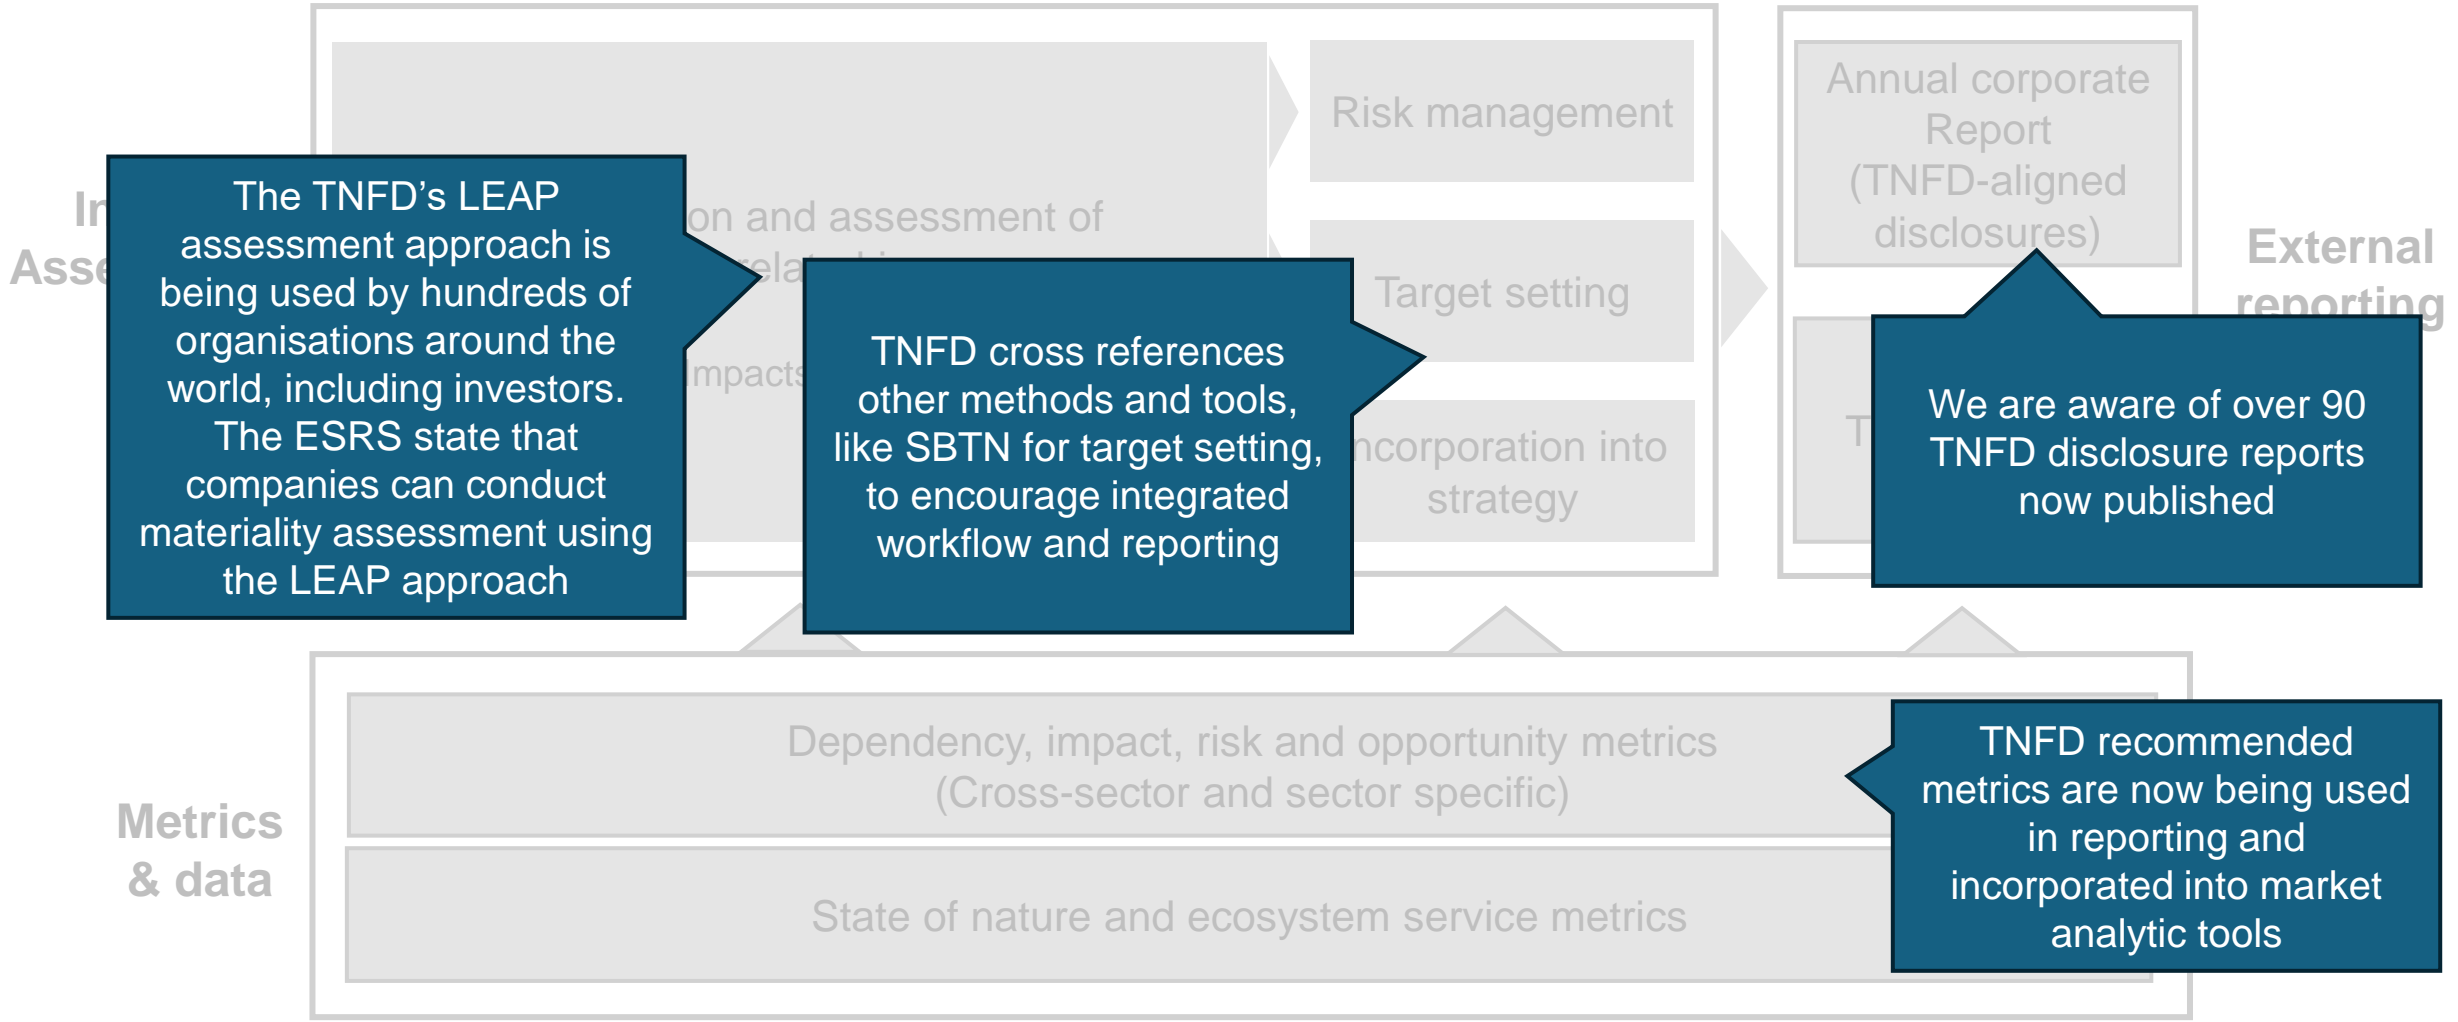 Risk management
Annual corporate
Report
(TNFD-aligned
disclosures)
on and assessment of
Target setting
External
reporting
Impacts
ncorporation into
strategy
The TNFD’s LEAP
assessment approach is
being used by hundreds of
organisations around the
world, including investors.
The ESRS state that
companies can conduct
materiality assessment using
the LEAP approach
TNFD cross references
other methods and tools,
like SBTN for target setting,
to encourage integrated
workflow and reporting
We are aware of over 90
TNFD disclosure reports
now published
Metrics
& data
Dependency, impact, risk and opportunity metrics
(Cross-sector and sector specific)
State of nature and ecosystem service metrics
TNFD recommended
metrics are now being used
in reporting and
incorporated into market
analytic tools